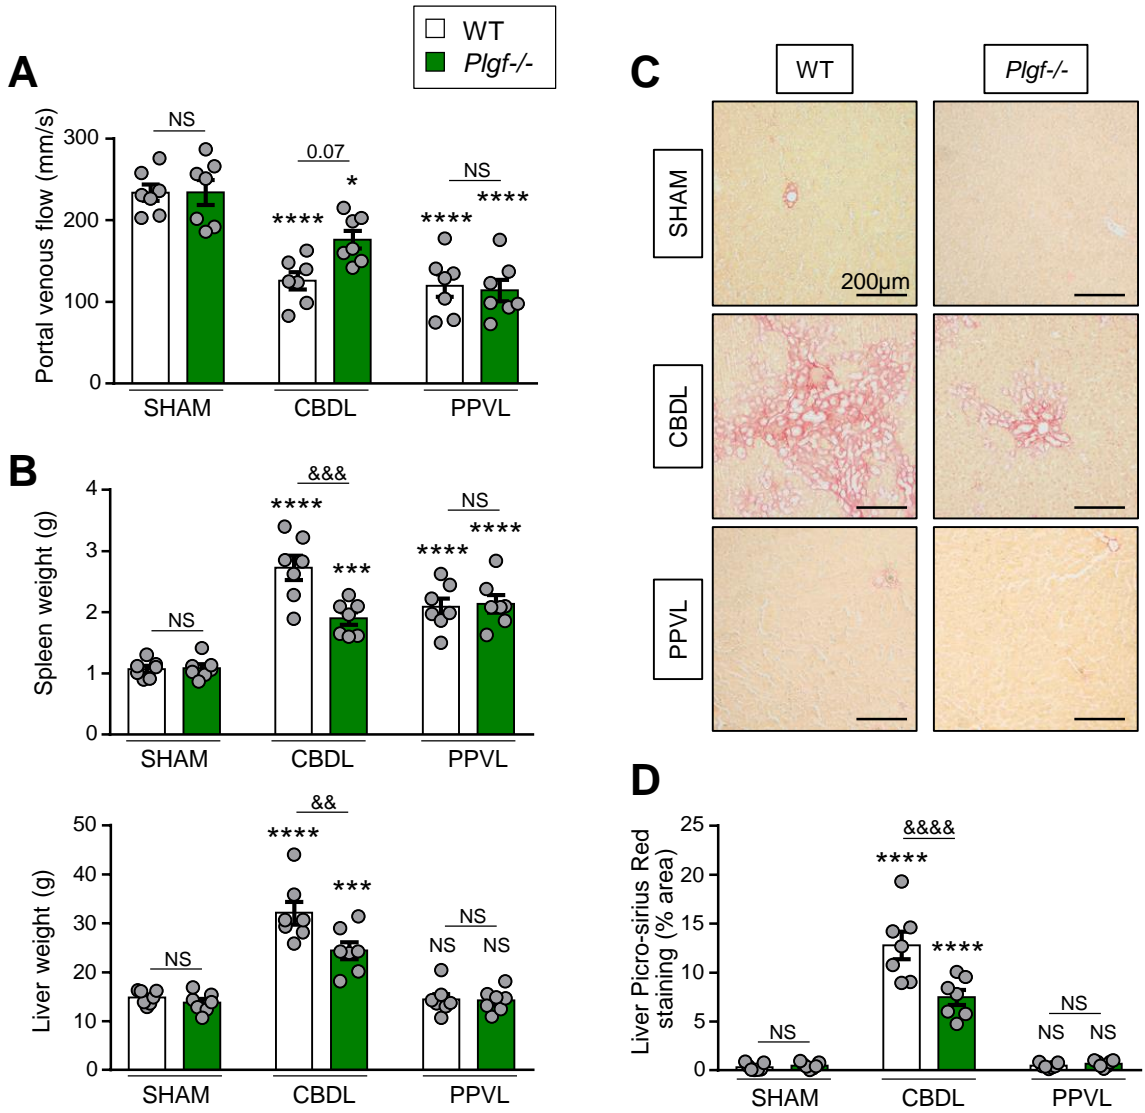 WT
Plgf-/-
A
Portal venous flow (mm/s)
300
200
100
0
NS
0.07
NS
****
*
****
****
SHAM
CBDL
PPVL
B
Spleen weight (g)
4
3
2
1
0
NS
&&&
NS
****
***
****
****
SHAM
CBDL
PPVL
Liver weight (g)
50
40
30
20
10
0
NS
&&
NS
****
***
NS
NS
SHAM
CBDL
PPVL
C
WT
Plgf-/-
SHAM
200µm
CBDL
PPVL
D
Liver Picro-sirius Red
staining (% area)
25
20
15
10
5
0
NS
&&&&
NS
****
****
NS
NS
SHAM
CBDL
PPVL